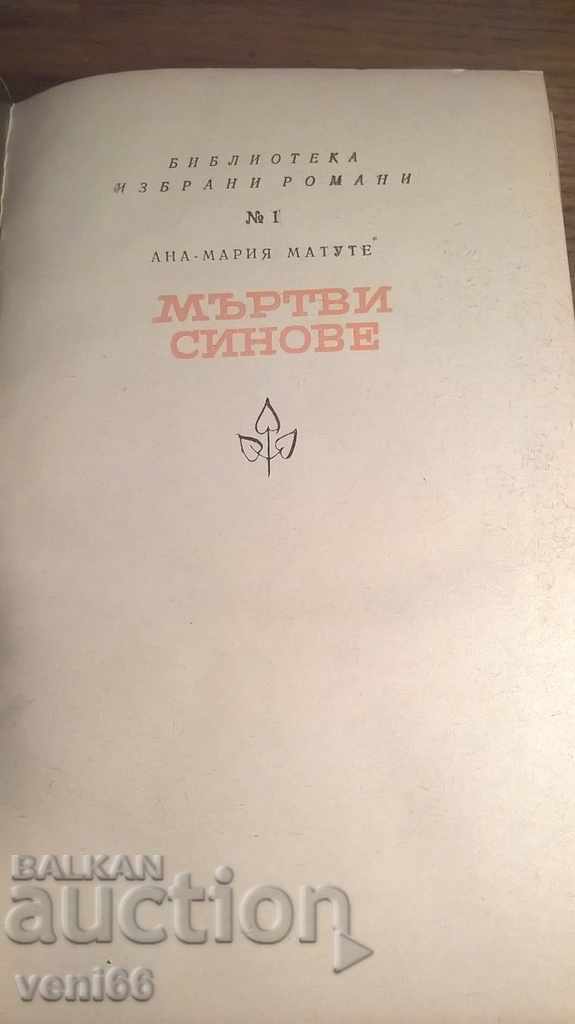 БИБЛИОТЕКА
ИЗБРАНИ РОМАНИ
№ 1
АНА-МАРИЯ МАТУТЕ
МЪРТВИ
СИНОВЕ
BALKAN
auction
veni66